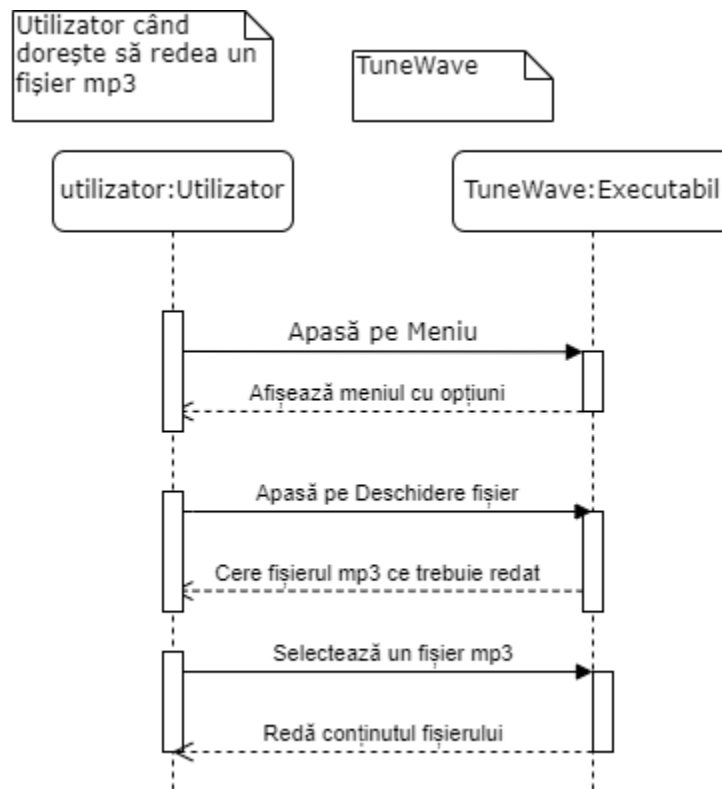 Utilizator când
dorește să redea un
fișier mp3
TuneWave
utilizator:Utilizator
TuneWave:Executabil
Apasă pe Meniu
Afișează meniul cu opțiuni
Apasă pe Deschidere fișier
Cere fișierul mp3 ce trebuie redat
Selectează un fișier mp3
Redă conținutul fișierului